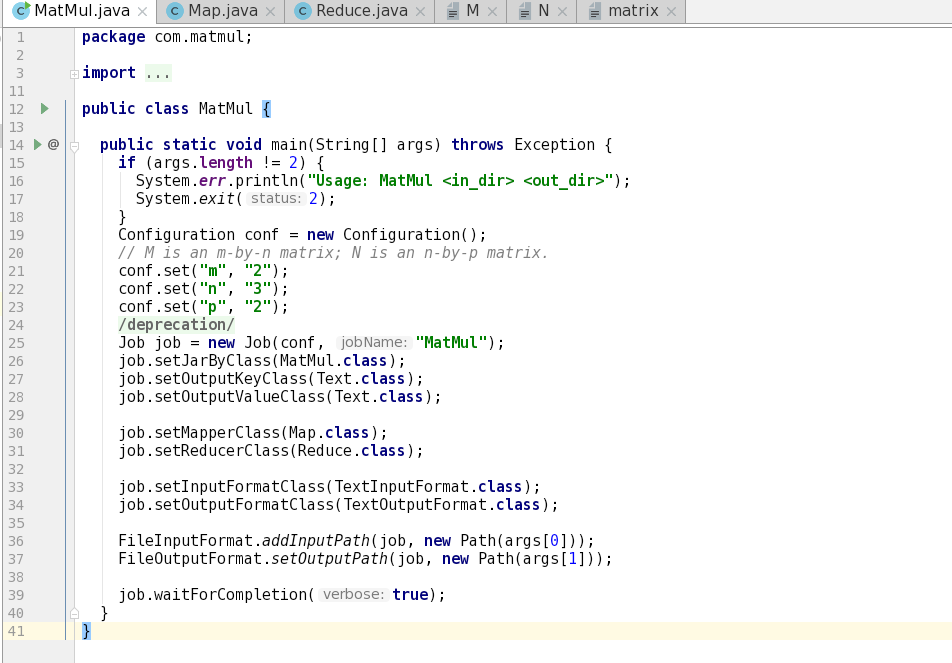 MatMul.java × Map.java × Reduce.java × M × N × matrix ×
1 package com.matmul;
2
3 import ...
11
12 public class MatMul {
13
14 @ public static void main(String[] args) throws Exception {
15 if (args.length != 2) {
16 System.err.println("Usage: MatMul <in_dir> <out_dir>");
17 System.exit( status: 2);
18 }
19 Configuration conf = new Configuration();
20 // M is an m-by-n matrix; N is an n-by-p matrix.
21 conf.set("m", "2");
22 conf.set("n", "3");
23 conf.set("p", "2");
24 /deprecation/
25 Job job = new Job(conf, jobName: "MatMul");
26 job.setJarByClass(MatMul.class);
27 job.setOutputKeyClass(Text.class);
28 job.setOutputValueClass(Text.class);
29
30 job.setMapperClass(Map.class);
31 job.setReducerClass(Reduce.class);
32
33 job.setInputFormatClass(TextInputFormat.class);
34 job.setOutputFormatClass(TextOutputFormat.class);
35
36 FileInputFormat.addInputPath(job, new Path(args[0]));
37 FileOutputFormat.setOutputPath(job, new Path(args[1]));
38
39 job.waitForCompletion( verbose: true);
40 }
41 }